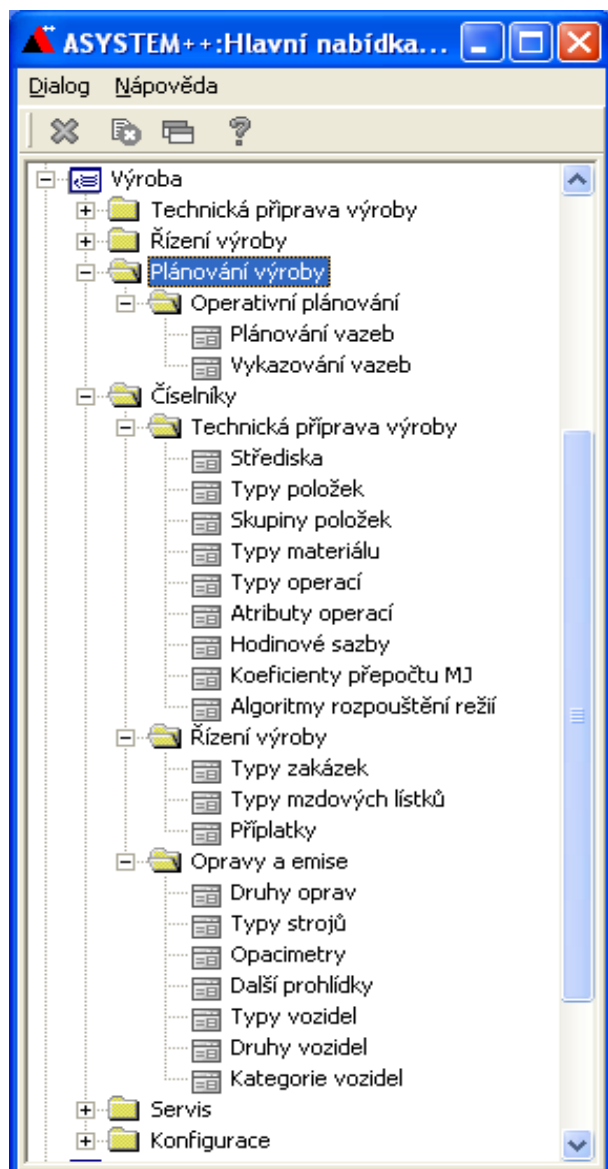 ASYSTEM++:Hlavní nabídka...
Dialog Nápověda
Výroba
Technická připrava výroby
Řízení výroby
Plánování výroby
Operativní plánování
Plánování vazeb
Vykazování vazeb
Číselníky
Technická příprava výroby
Střediska
Typy položek
Skupiny položek
Typy materiálu
Typy operací
Atributy operací
Hodinové sazby
Koeficienty přepočtu MJ
Algoritmy rozpouštění režií
Řízení výroby
Typy zakázek
Typy mzdových lístků
Příplatky
Opravy a emise
Druhy oprav
Typy strojů
Opacimetry
Další prohlídky
Typy vozidel
Druhy vozidel
Kategorie vozidel
Servis
Konfigurace